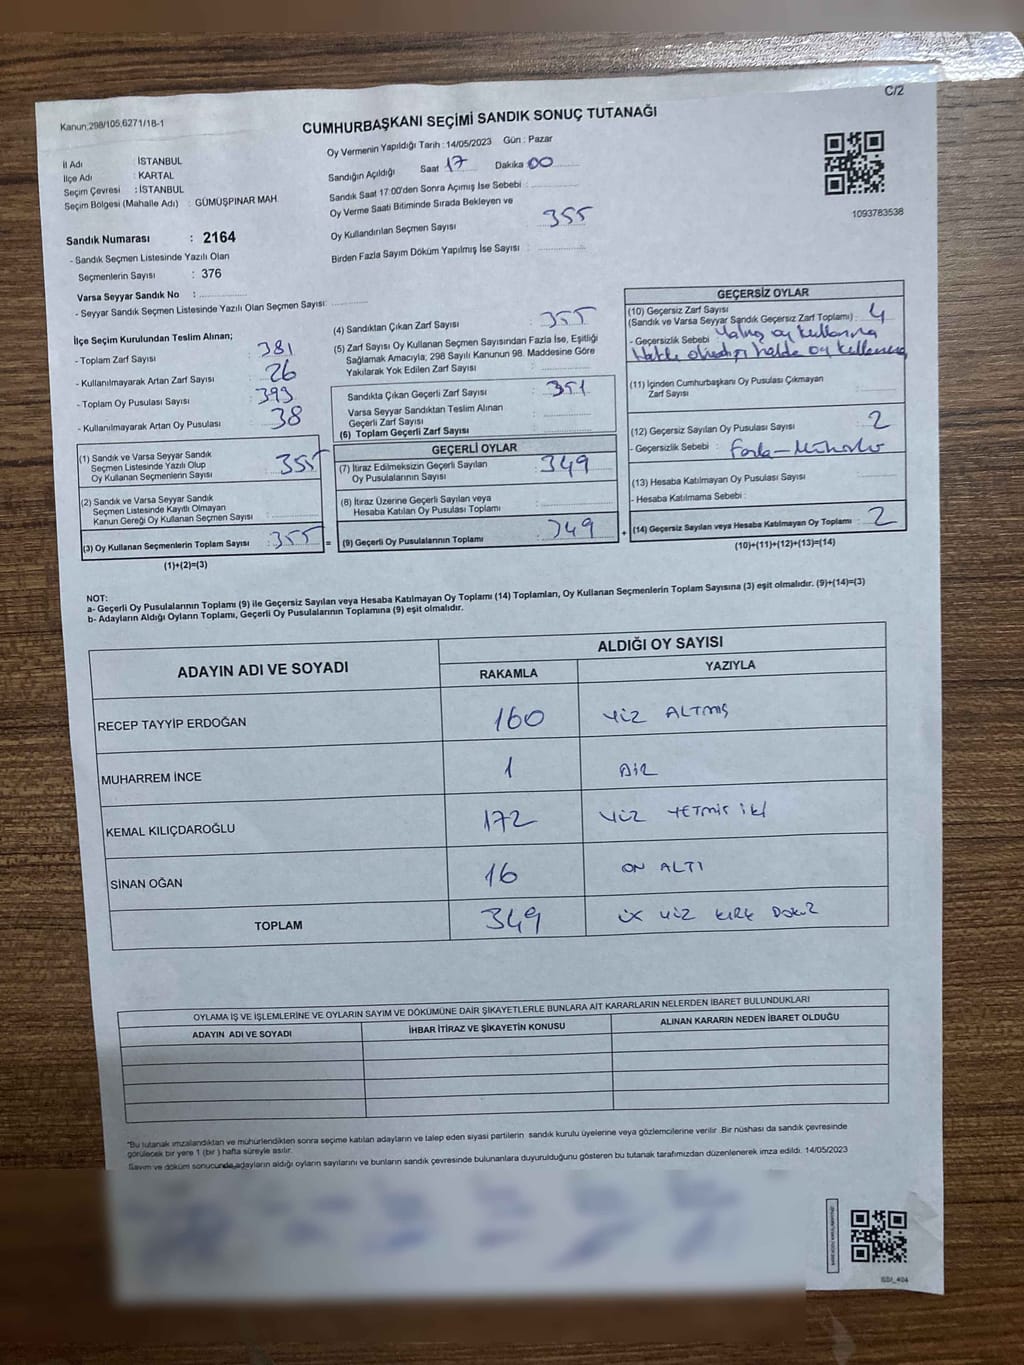 C/2
Kanun:298/105,6271/18-1
CUMHURBAŞKANI SEÇİMİ SANDIK SONUÇ TUTANAĞI
Oy Vermenin Yapıldığı Tarih : 14/05/2023 Gün : Pazar
İl Adı : İSTANBUL
İlçe Adı : KARTAL
Seçim Çevresi : İSTANBUL
Seçim Bölgesi (Mahalle Adı) : GÜMÜŞPINAR MAH.
Sandığın Açıldığı Saat 17 Dakika 00
Sandık Saat 17:00'den Sonra Açımış İse Sebebi :
Oy Verme Saati Bitiminde Sırada Bekleyen ve
Oy Kullandırılan Seçmen Sayısı 355
Birden Fazla Sayım Döküm Yapılmış İse Sayısı :
1093783538
Sandık Numarası : 2164
- Sandık Seçmen Listesinde Yazılı Olan
Seçmenlerin Sayısı : 376
Varsa Seyyar Sandık No :
- Seyyar Sandık Seçmen Listesinde Yazılı Olan Seçmen Sayısı:
İlçe Seçim Kurulundan Teslim Alınan;
- Toplam Zarf Sayısı : 381
- Kullanılmayarak Artan Zarf Sayısı : 26
- Toplam Oy Pusulası Sayısı : 393
- Kullanılmayarak Artan Oy Pusulası : 38
(1) Sandık ve Varsa Seyyar Sandık
Seçmen Listesinde Yazılı Olup
Oy Kullanan Seçmenlerin Sayısı : 355
(2) Sandık ve Varsa Seyyar Sandık
Seçmen Listesinde Kayıtlı Olmayan
Kanun Gereği Oy Kullanan Seçmen Sayısı :
(3) Oy Kullanan Seçmenlerin Toplam Sayısı : 355 =
(1)+(2)=(3)
(4) Sandıktan Çıkan Zarf Sayısı : 355
(5) Zarf Sayısı Oy Kullanan Seçmen Sayısından Fazla İse, Eşitliği
Sağlamak Amacıyla, 298 Sayılı Kanunun 98. Maddesine Göre
Yakılarak Yok Edilen Zarf Sayısı :
Sandıkta Çıkan Geçerli Zarf Sayısı : 351
Varsa Seyyar Sandıktan Teslim Alınan
Geçerli Zarf Sayısı :
(6) Toplam Geçerli Zarf Sayısı :
GEÇERLİ OYLAR
(7) İtiraz Edilmeksizin Geçerli Sayılan
Oy Pusulalarının Sayısı : 349
(8) İtiraz Üzerine Geçerli Sayılan veya
Hesaba Katılan Oy Pusulası Toplamı :
(9) Geçerli Oy Pusulalarının Toplamı : 349 +
GEÇERSİZ OYLAR
(10) Geçersiz Zarf Sayısı
(Sandık ve Varsa Seyyar Sandık Geçersiz Zarf Toplamı) : 4
- Geçersizlik Sebebi : Yalnış oy kullanma
Hakkı olmadığı halde oy kullanma
(11) İçinden Cumhurbaşkanı Oy Pusulası Çıkmayan
Zarf Sayısı :
(12) Geçersiz Sayılan Oy Pusulası Sayısı : 2
- Geçersizlik Sebebi : Fazla-Mühürlü
(13) Hesaba Katılmayan Oy Pusulası Sayısı :
- Hesaba Katılmama Sebebi :
(14) Geçersiz Sayılan veya Hesaba Katılmayan Oy Toplamı : 2
(10)+(11)+(12)+(13)=(14)
NOT:
a- Geçerli Oy Pusulalarının Toplamı (9) ile Geçersiz Sayılan veya Hesaba Katılmayan Oy Toplamı (14) Toplamları, Oy Kullanan Seçmenlerin Toplam Sayısına (3) eşit olmalıdır. (9)+(14)=(3)
b- Adayların Aldığı Oyların Toplamı, Geçerli Oy Pusulalarının Toplamına (9) eşit olmalıdır.
ADAYIN ADI VE SOYADI ALDIĞI OY SAYISI
RAKAMLA YAZIYLA
RECEP TAYYİP ERDOĞAN 160 YÜZ ALTMIŞ
MUHARREM İNCE 1 BİR
KEMAL KILIÇDAROĞLU 172 YÜZ YETMİŞ İKİ
SİNAN OĞAN 16 ON ALTI
TOPLAM 349 ÜÇ YÜZ KIRK DOKUZ
OYLAMA İŞ VE İŞLEMLERİNE VE OYLARIN SAYIM VE DÖKÜMÜNE DAİR ŞİKAYETLERLE BUNLARA AİT KARARLARIN NELERDEN İBARET BULUNDUKLARI
ADAYIN ADI VE SOYADI İHBAR İTİRAZ VE ŞİKAYETİN KONUSU ALINAN KARARIN NEDEN İBARET OLDUĞU
*Bu tutanak imzalandıktan ve mühürlendikten sonra seçime katılan adayların ve talep eden siyasi partilerin sandık kurulu üyelerine veya gözlemcilerine verilir .Bir nüshası da sandık çevresinde
görülecek bir yere 1 (bir ) hafta süreyle asılır.
Sayım ve döküm sonucunda,adayların aldığı oyların sayılarını ve bunların sandık çevresinde bulunanlara duyurulduğunu gösteren bu tutanak tarafımızdan düzenlenerek imza edildi. 14/05/2023